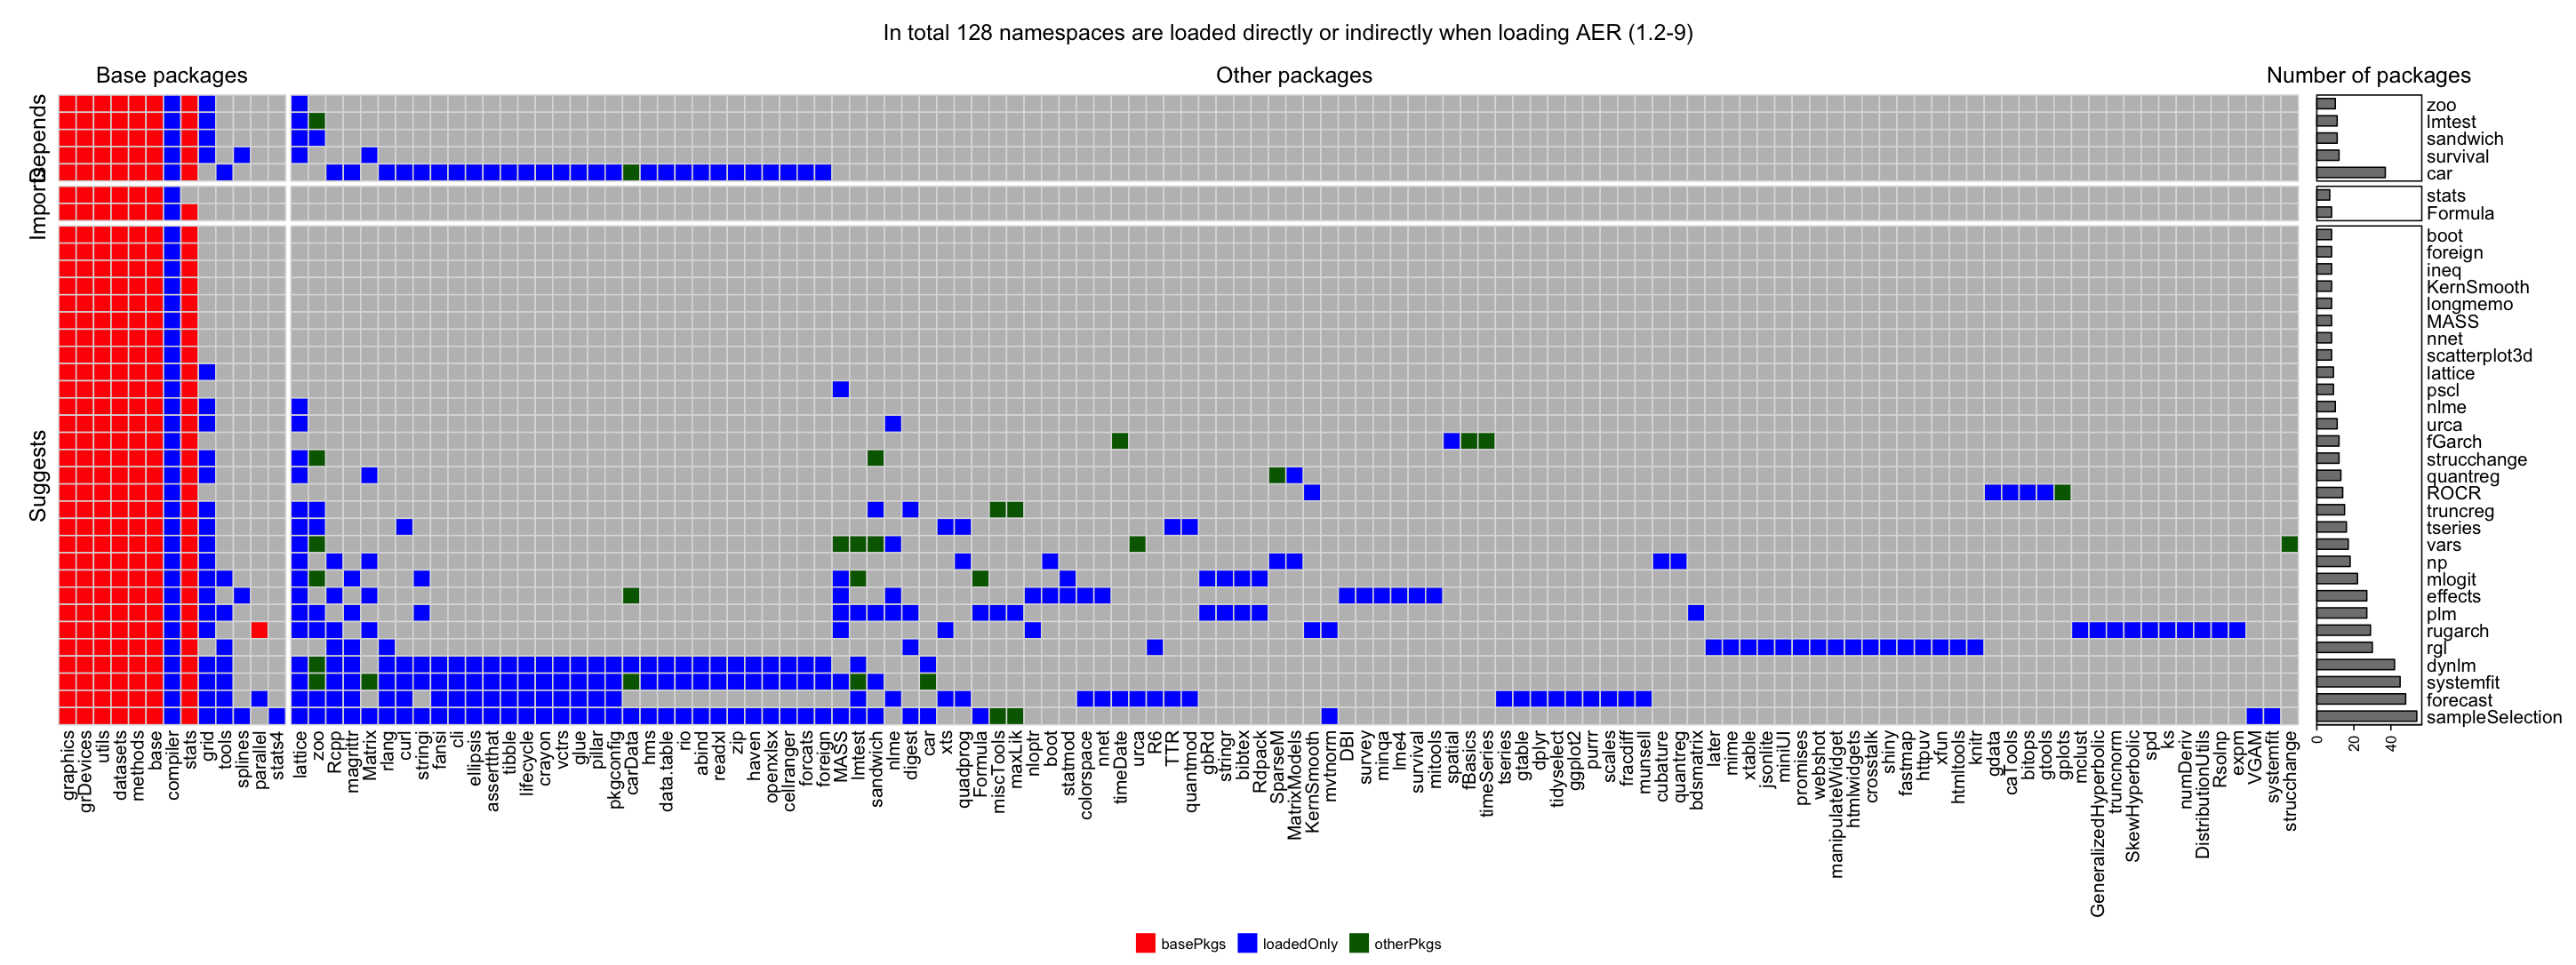 In total 128 namespaces are loaded directly or indirectly when loading AER (1.2-9)
Base packages
Other packages
Number of packages
Depends
Imports
Suggests
zoo
lmtest
sandwich
survival
car
stats
Formula
boot
foreign
ineq
KernSmooth
longmemo
MASS
nnet
scatterplot3d
lattice
pscl
nlme
urca
fGarch
strucchange
quantreg
ROCR
truncreg
tseries
vars
np
mlogit
effects
plm
rugarch
rgl
dynlm
systemfit
forecast
sampleSelection
0
20
40
graphics
grDevices
utils
datasets
methods
base
compiler
stats
grid
tools
splines
parallel
stats4
lattice
zoo
Rcpp
magrittr
Matrix
rlang
curl
stringi
fansi
cli
ellipsis
assertthat
tibble
lifecycle
crayon
vctrs
glue
pillar
pkgconfig
carData
hms
data.table
rio
abind
readxl
zip
haven
openxlsx
cellranger
forcats
foreign
MASS
lmtest
sandwich
nlme
digest
car
xts
quadprog
Formula
miscTools
maxLik
nloptr
boot
statmod
colorspace
nnet
timeDate
urca
R6
TTR
quantmod
gbRd
stringr
bibtex
Rdpack
SparseM
MatrixModels
KernSmooth
mvtnorm
DBI
survey
minqa
lme4
survival
mitools
spatial
fBasics
timeSeries
tseries
gtable
dplyr
tidyselect
ggplot2
purrr
scales
fracdiff
munsell
cubature
quantreg
bdsmatrix
later
mime
xtable
jsonlite
miniUI
promises
webshot
manipulateWidget
htmlwidgets
crosstalk
shiny
fastmap
httpuv
xfun
htmltools
knitr
gdata
caTools
bitops
gtools
gplots
mclust
GeneralizedHyperbolic
truncnorm
SkewHyperbolic
spd
ks
numDeriv
DistributionUtils
Rsolnp
expm
VGAM
systemfit
strucchange
basePkgs
loadedOnly
otherPkgs